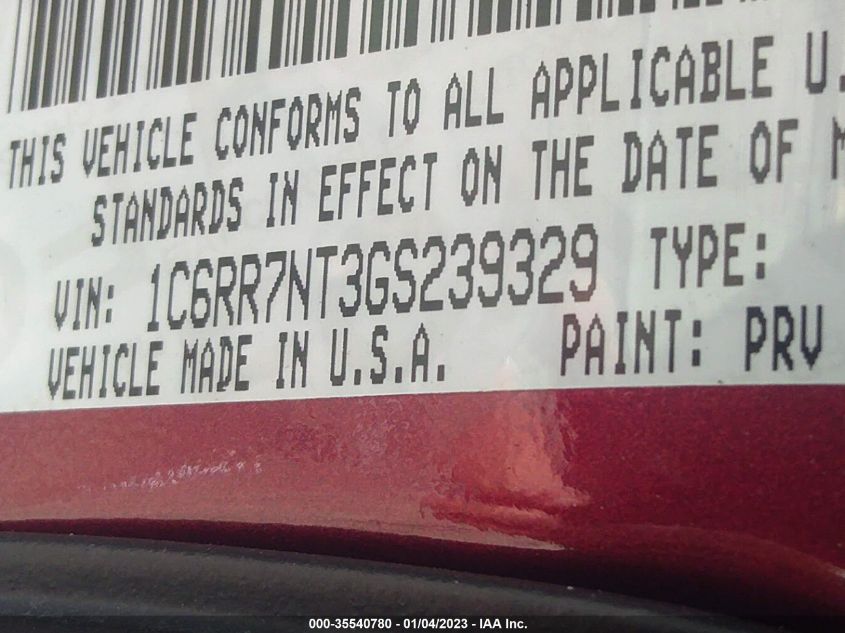 THIS VEHICLE CONFORMS TO ALL APPLICABLE U.
STANDARDS IN EFFECT ON THE DATE OF M
VIN: 1C6RR7NT3GS239329 TYPE:
VEHICLE MADE IN U.S.A. PAINT: PRV
000-35540780 - 01/04/2023 - IAA Inc.